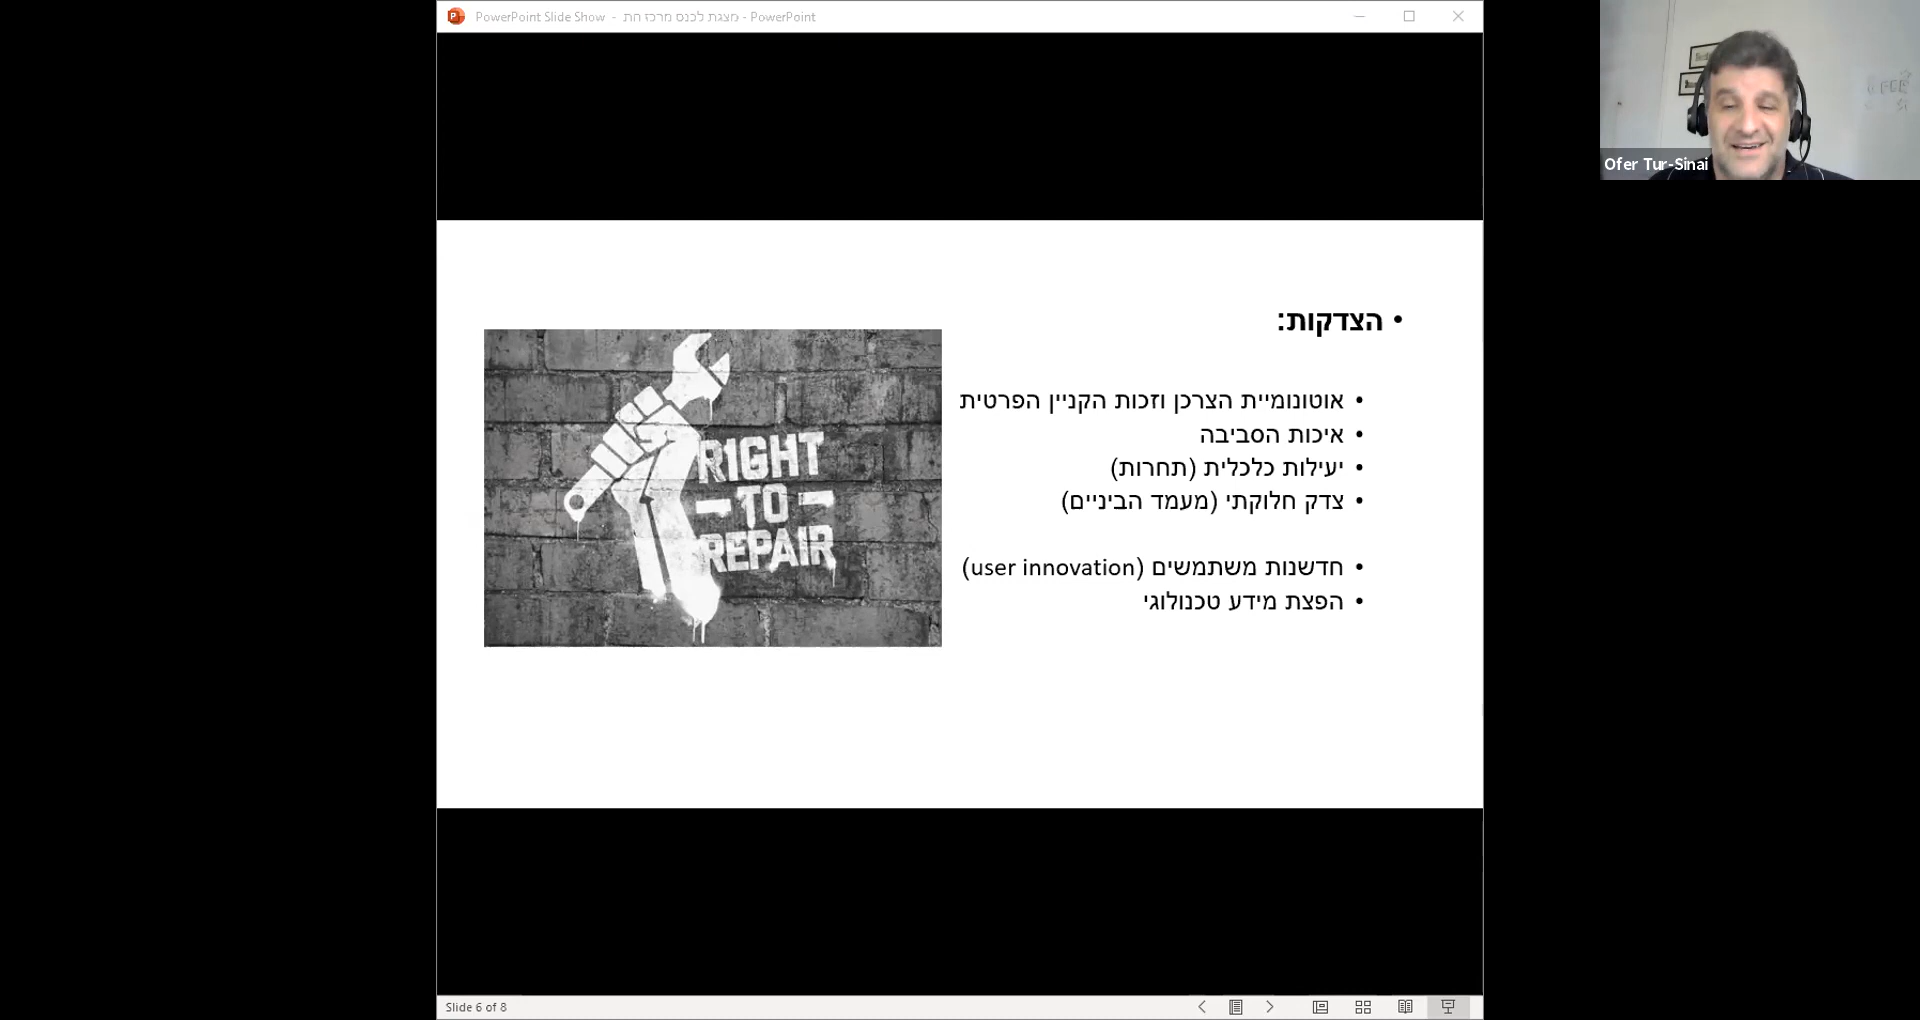 PowerPoint Slide Show - מצגת לכנס מרכז חת - PowerPoint
Ofer Tur-Sinai
• הצדקות:
• אוטונומיית הצרכן וזכות הקניין הפרטית
• איכות הסביבה
• יעילות כלכלית (תחרות)
• צדק חלוקתי (מעמד הביניים)
• חדשנות משתמשים (user innovation)
• הפצת מידע טכנולוגי
RIGHT
- TO -
REPAIR
Slide 6 of 8